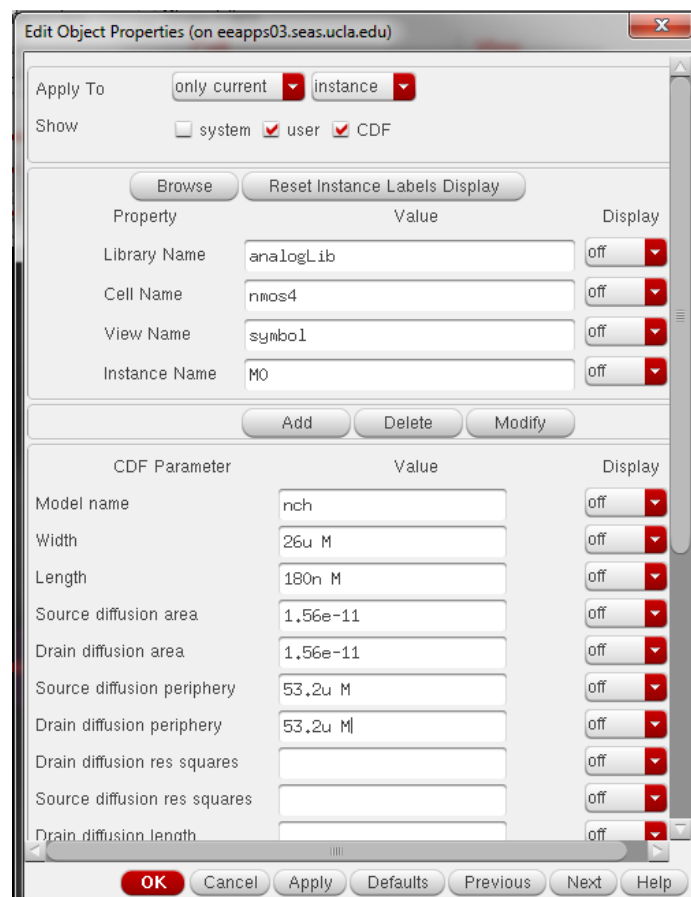 Edit Object Properties (on eeapps03.seas.ucla.edu)
Apply To only current instance
Show system user CDF
Browse Reset Instance Labels Display
Property Value Display
Library Name analogLib off
Cell Name nmos4 off
View Name symbol off
Instance Name M0 off
Add Delete Modify
CDF Parameter Value Display
Model name nch off
Width 26u M off
Length 180n M off
Source diffusion area 1.56e-11 off
Drain diffusion area 1.56e-11 off
Source diffusion periphery 53.2u M off
Drain diffusion periphery 53.2u M off
Drain diffusion res squares off
Source diffusion res squares off
Drain diffusion length off
OK Cancel Apply Defaults Previous Next Help